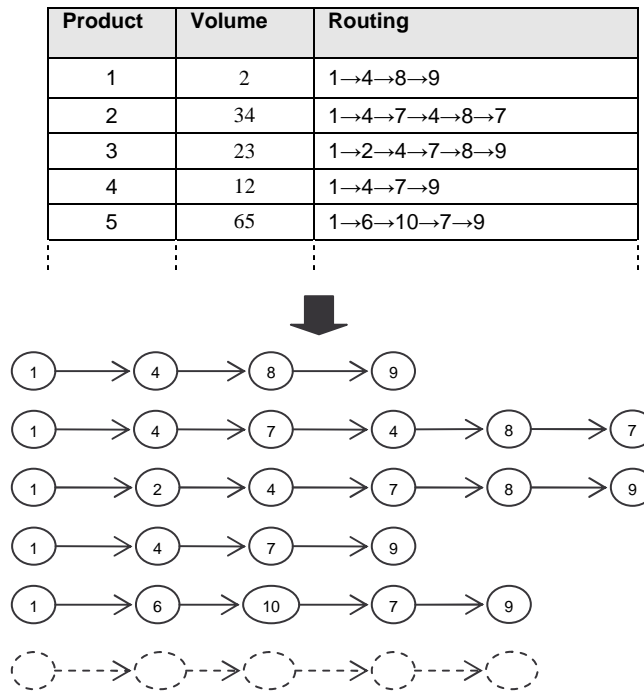 Product Volume Routing
1 2 1→4→8→9
2 34 1→4→7→4→8→7
3 23 1→2→4→7→8→9
4 12 1→4→7→9
5 65 1→6→10→7→9
1 4 8 9
1 4 7 4 8 7
1 2 4 7 8 9
1 4 7 9
1 6 10 7 9